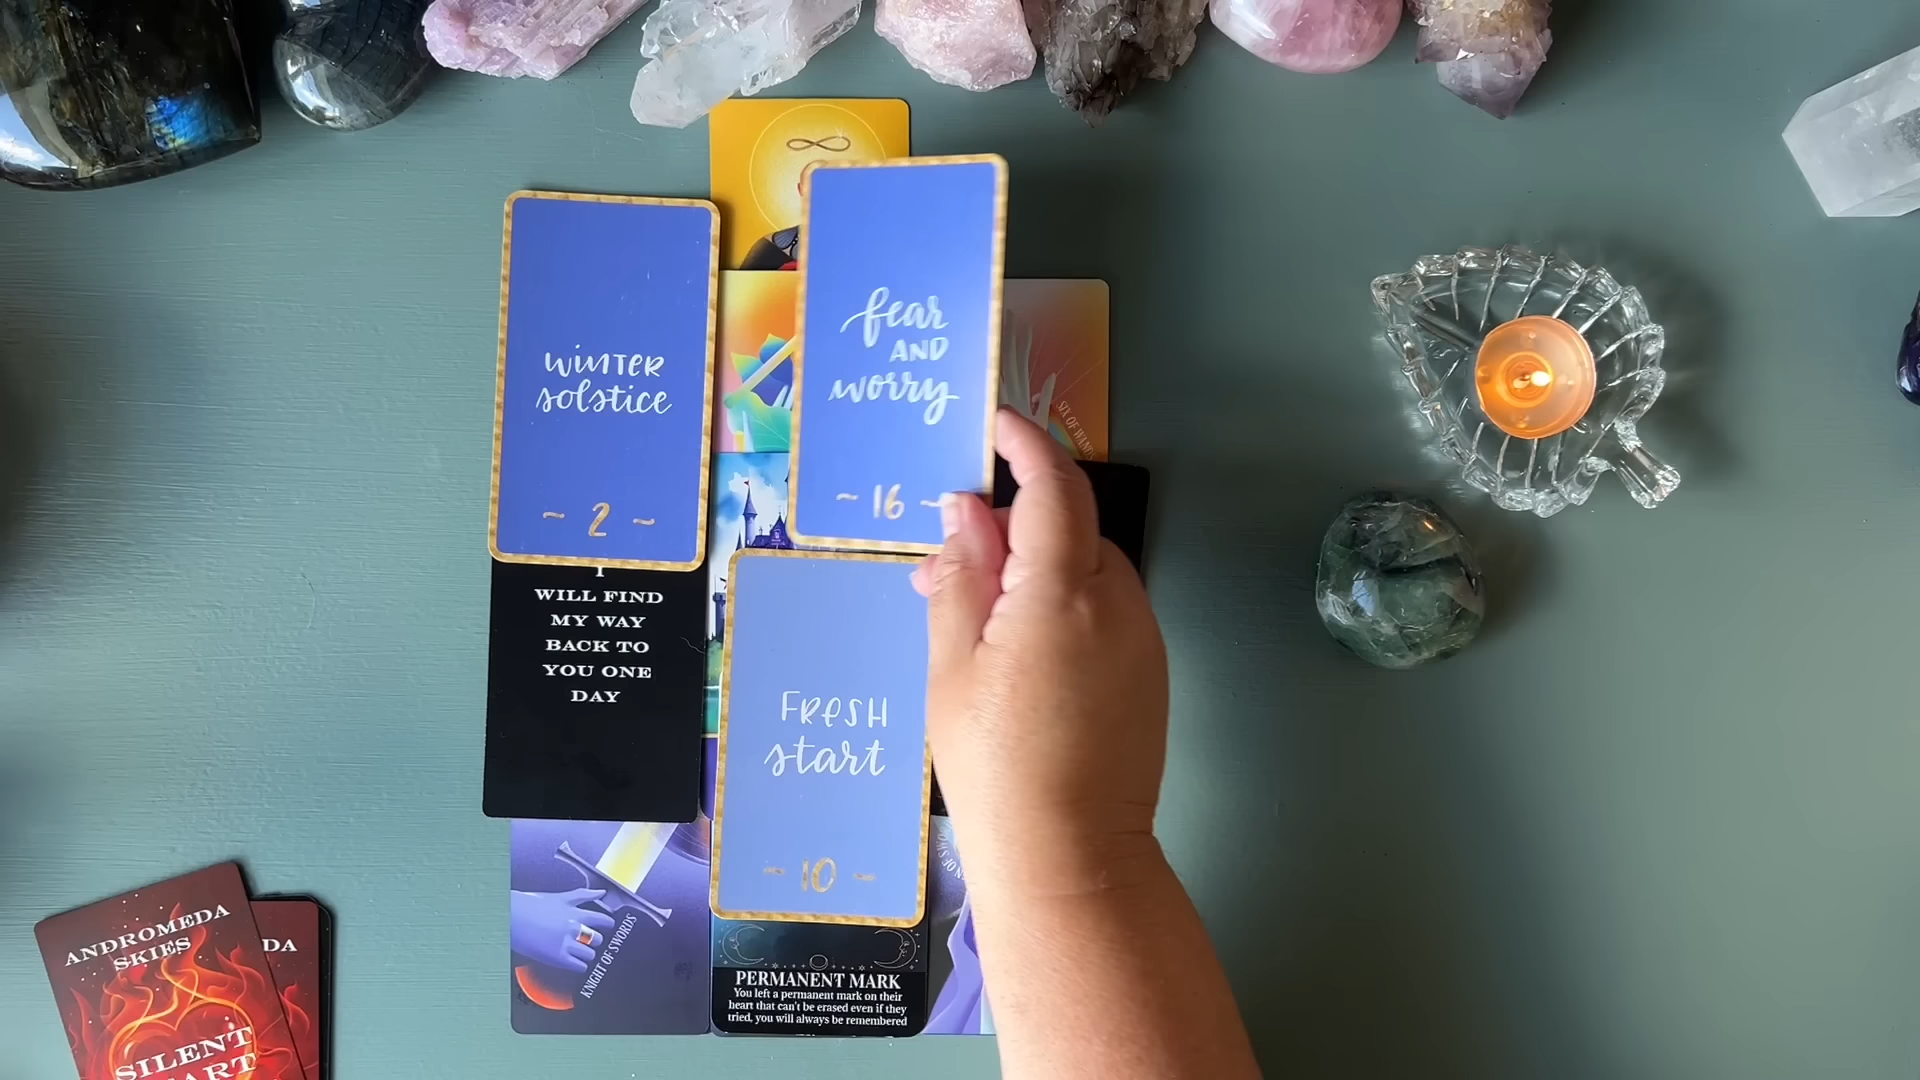 WINTER
solstice
~ 2 ~
fear
AND
worry
~ 16 ~
SIX OF WANDS
I
WILL FIND
MY WAY
BACK TO
YOU ONE
DAY
FRESH
start
~ 10 ~
KNIGHT OF SWORDS
OF SWORDS
PERMANENT MARK
You left a permanent mark on their
heart that can't be erased even if they
tried, you will always be remembered
ANDROMEDA
SKIES
SILENT
DA